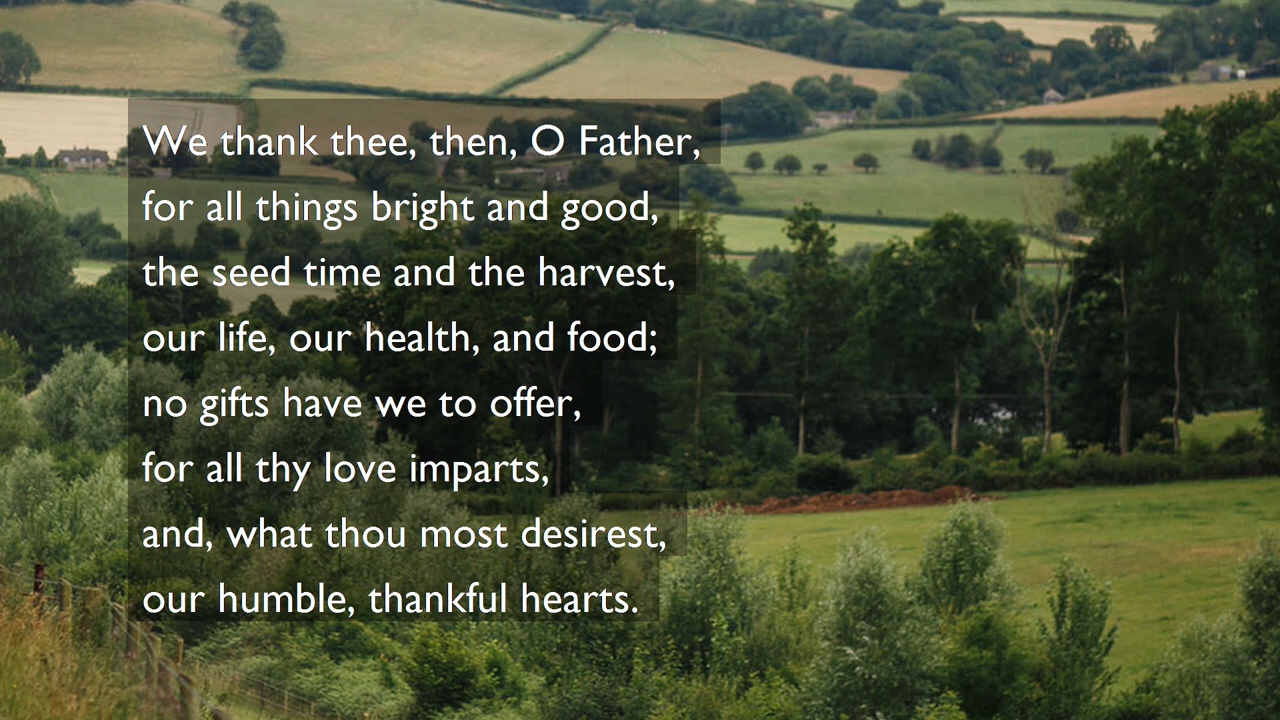 We thank thee, then, O Father,
for all things bright and good,
the seed time and the harvest,
our life, our health, and food;
no gifts have we to offer,
for all thy love imparts,
and, what thou most desirest,
our humble, thankful hearts.